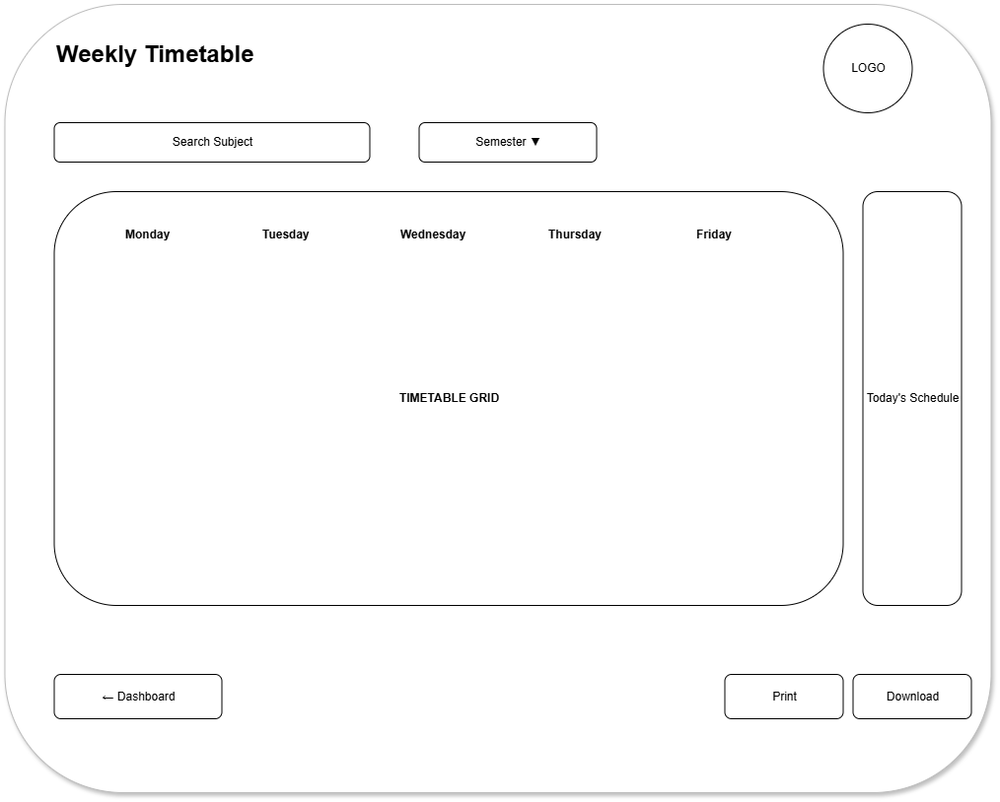 Weekly Timetable
LOGO
Search Subject
Semester ▼
Monday
Tuesday
Wednesday
Thursday
Friday
TIMETABLE GRID
Today's Schedule
← Dashboard
Print
Download